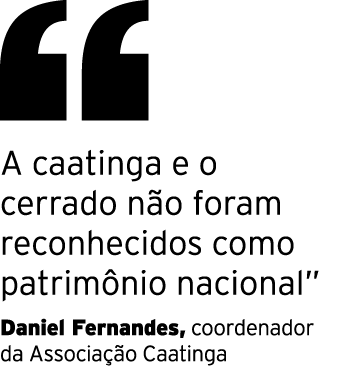 “
A caatinga e o
cerrado não foram
reconhecidos como
patrimônio nacional”
Daniel Fernandes, coordenador
da Associação Caatinga